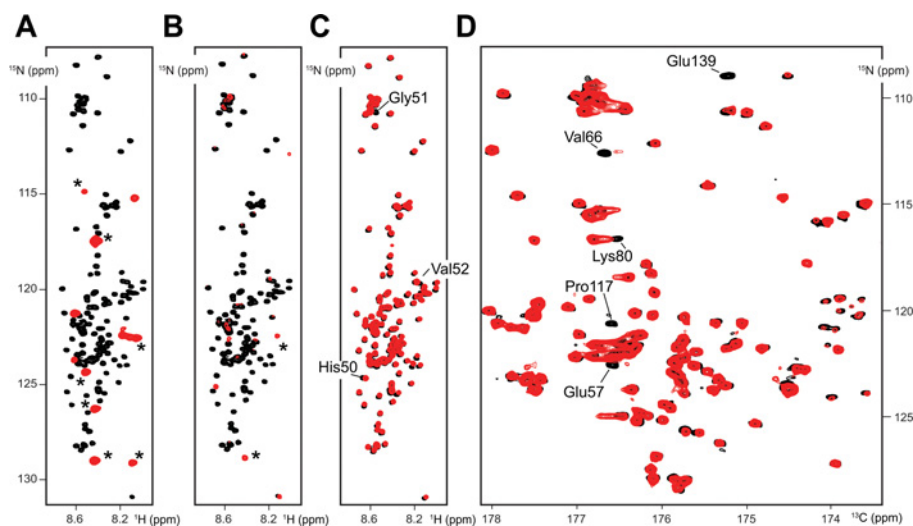 A
B
C
D
¹⁵N (ppm)
¹⁵N (ppm)
¹⁵N (ppm)
Glu139
¹⁵N (ppm)
110
Gly51
110
Val66
*
115
*
115
Lys80
Val52
Pro117
120
120
*
*
*
His50
Glu57
125
*
125
*
*
*
130
8.6 8.2 ¹H (ppm)
8.6 8.2 ¹H (ppm)
8.6 8.2 ¹H (ppm)
178 177 176 175 174 ¹³C (ppm)